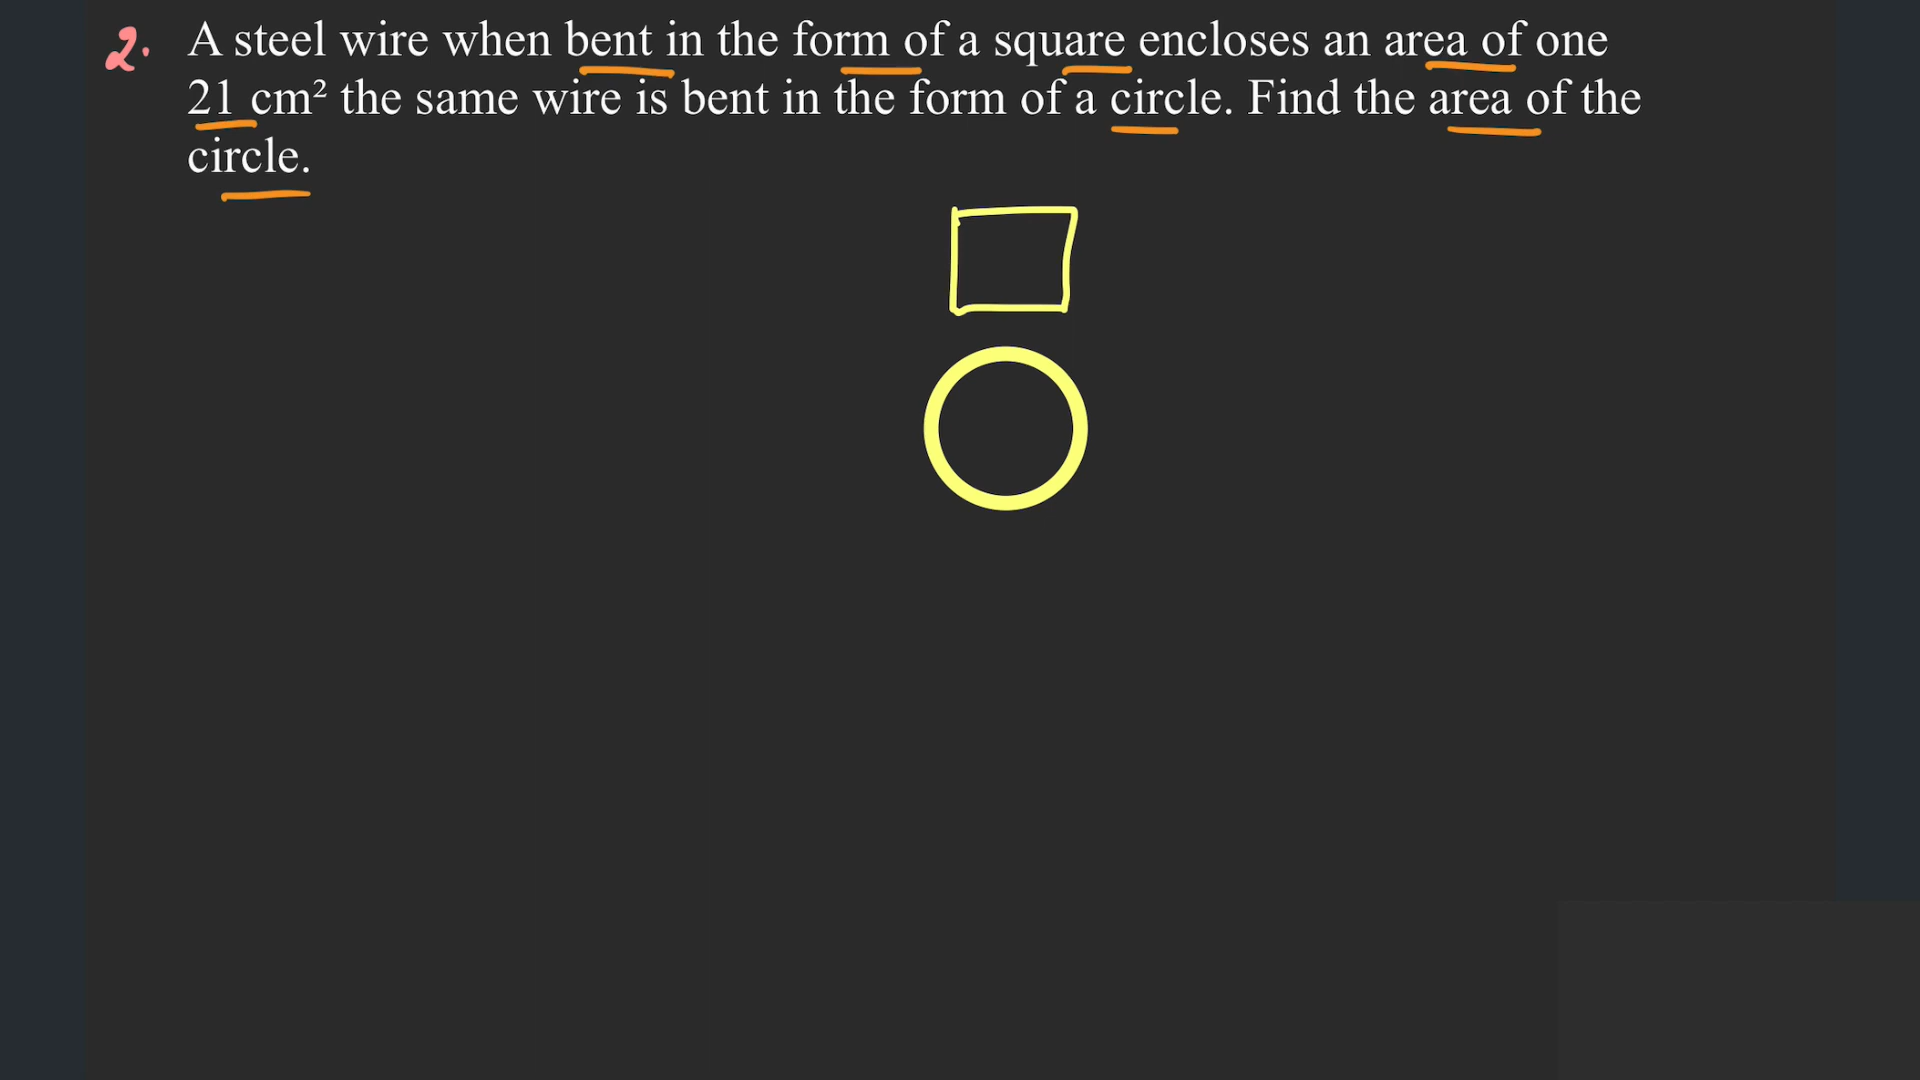 2. A steel wire when bent in the form of a square encloses an area of one
21 cm² the same wire is bent in the form of a circle. Find the area of the
circle.